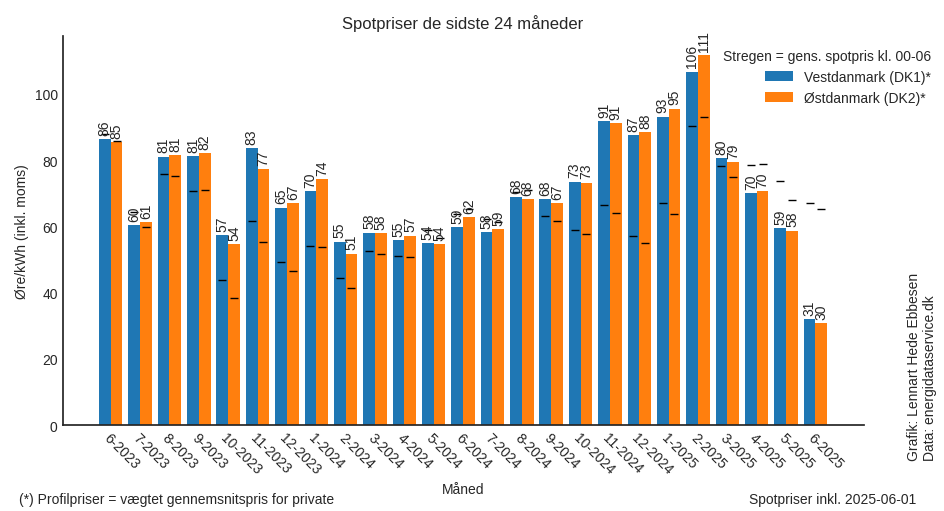 Spotpriser de sidste 24 måneder
Stregen = gens. spotpris kl. 00-06
Vestdanmark (DK1)*
Østdanmark (DK2)*
Øre/kWh (inkl. moms)
100
80
60
40
20
0
86 85 60 61 81 81 81 82 57 54 83 77 65 67 70 74 55 51 58 58 55 57 54 54 59 62 58 59 68 68 68 67 73 73 91 91 87 88 93 95 106 111 80 79 70 70 59 58 31 30
6-2023 7-2023 8-2023 9-2023 10-2023 11-2023 12-2023 1-2024 2-2024 3-2024 4-2024 5-2024 6-2024 7-2024 8-2024 9-2024 10-2024 11-2024 12-2024 1-2025 2-2025 3-2025 4-2025 5-2025 6-2025
Måned
Grafik: Lennart Hede Ebbesen
Data: energidataservice.dk
(*) Profilpriser = vægtet gennemsnitspris for private
Spotpriser inkl. 2025-06-01